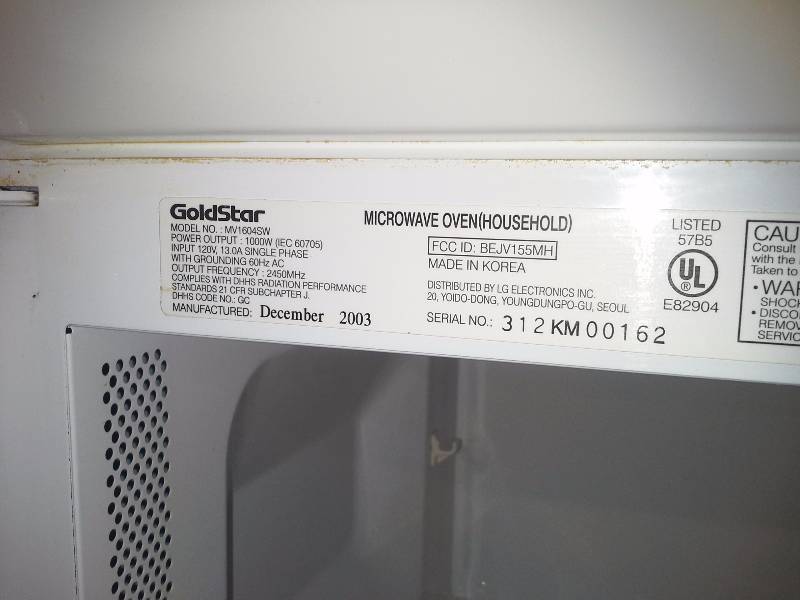 GoldStar
MODEL NO. : MV1604SW
POWER OUTPUT : 1000W (IEC 60705)
INPUT 120V, 13.0A SINGLE PHASE
WITH GROUNDING 60Hz AC
OUTPUT FREQUENCY : 2450MHz
COMPLIES WITH DHHS RADIATION PERFORMANCE
STANDARDS 21 CFR SUBCHAPTER J.
DHHS CODE NO.: GC
MANUFACTURED: December 2003
MICROWAVE OVEN(HOUSEHOLD)
FCC ID: BEJV155MH
MADE IN KOREA
DISTRIBUTED BY LG ELECTRONICS INC.
20, YOIDO-DONG, YOUNGDUNGPO-GU, SEOUL
SERIAL NO.: 312KM00162
LISTED
57B5
UL
E82904
CAU
Consult
with the
Taken to
• WAR
SHOCK
• DISCO
REMOV
SERVIC